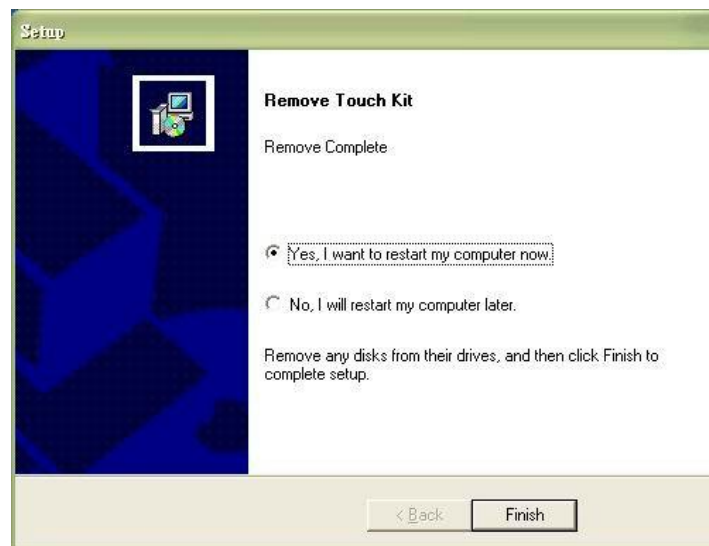 Setup
Remove Touch Kit
Remove Complete
Yes, I want to restart my computer now.
No, I will restart my computer later.
Remove any disks from their drives, and then click Finish to
complete setup.
< Back
Finish